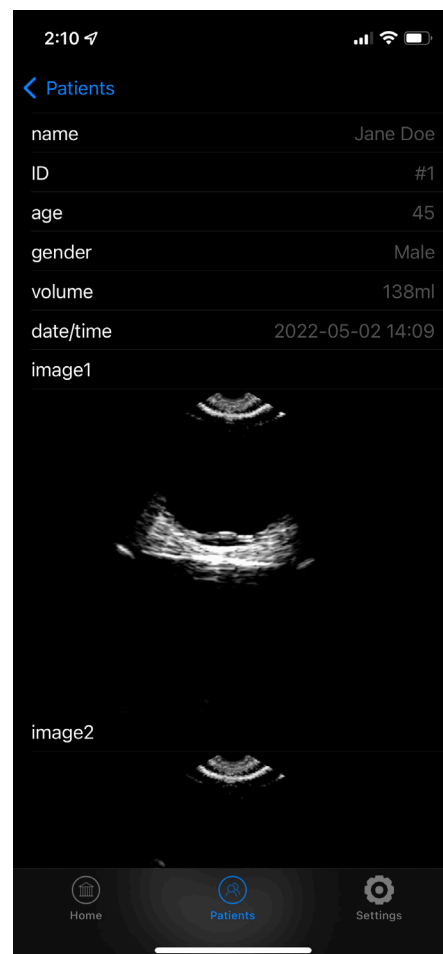 2:10
Patients
name Jane Doe
ID #1
age 45
gender Male
volume 138ml
date/time 2022-05-02 14:09
image1
image2
Home Patients Settings